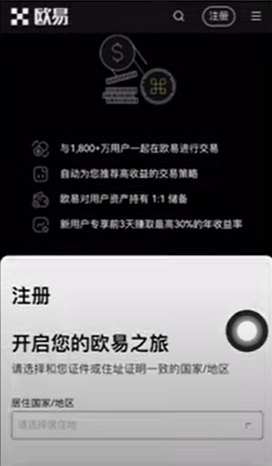 欧易
注册
与1,800+万用户一起在欧易进行交易
自动为您推荐高收益的交易策略
欧易对用户资产持有 1:1 储备
新用户专享前3天赚取最高30%的年收益率
注册
开启您的欧易之旅
请选择和您证件或住址证明一致的国家/地区
居住国家/地区
请选择居住地